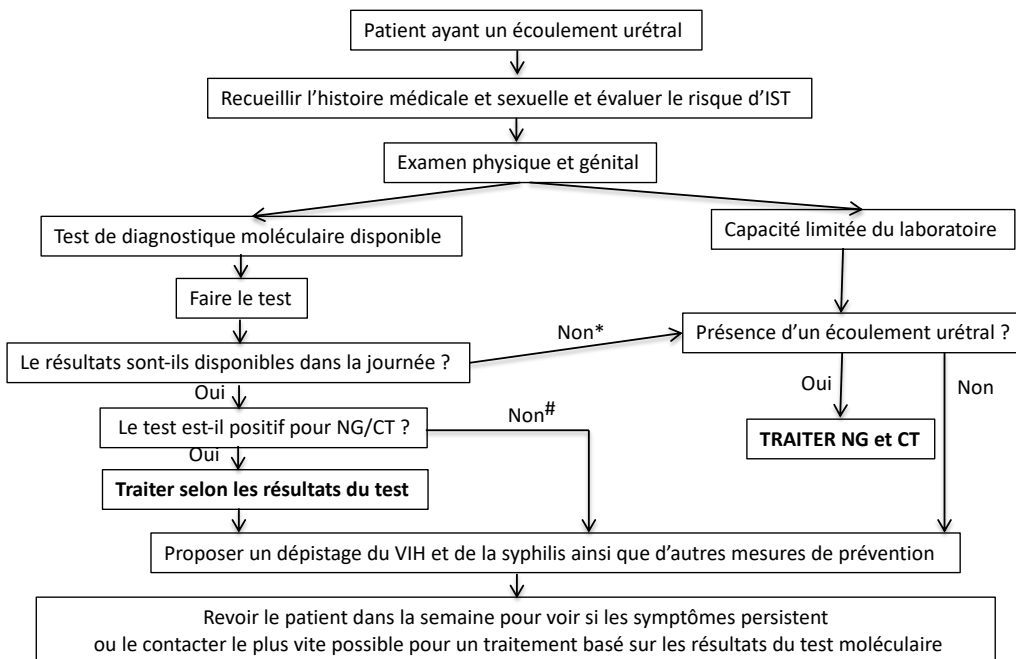 Patient ayant un écoulement urétral
Recueillir l'histoire médicale et sexuelle et évaluer le risque d'IST
Examen physique et génital
Test de diagnostique moléculaire disponible
Capacité limitée du laboratoire
Faire le test
Non*
Présence d'un écoulement urétral ?
Le résultats sont-ils disponibles dans la journée ?
Oui
Oui
Non
Le test est-il positif pour NG/CT ?
Non#
TRAITER NG et CT
Oui
Traiter selon les résultats du test
Proposer un dépistage du VIH et de la syphilis ainsi que d'autres mesures de prévention
Revoir le patient dans la semaine pour voir si les symptômes persistent
ou le contacter le plus vite possible pour un traitement basé sur les résultats du test moléculaire